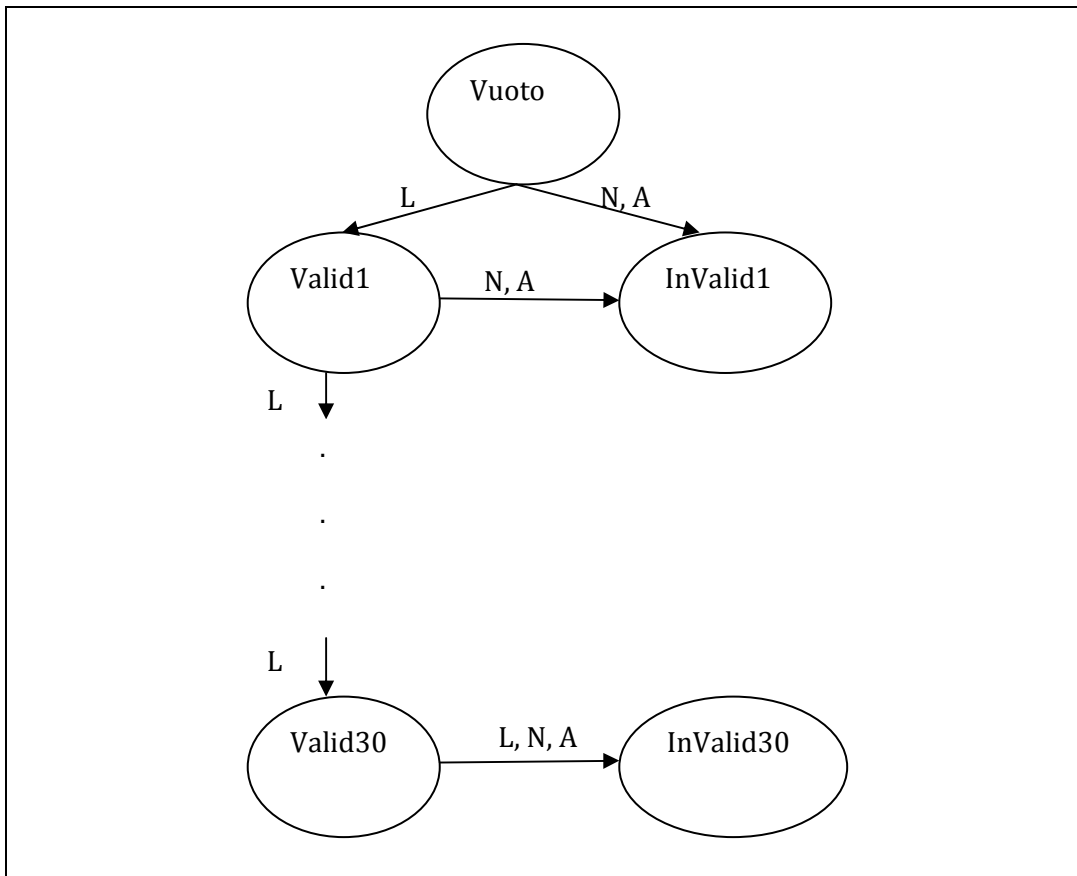 Vuoto
L
N, A
Valid1
N, A
InValid1
L
.
.
.
L
Valid30
L, N, A
InValid30